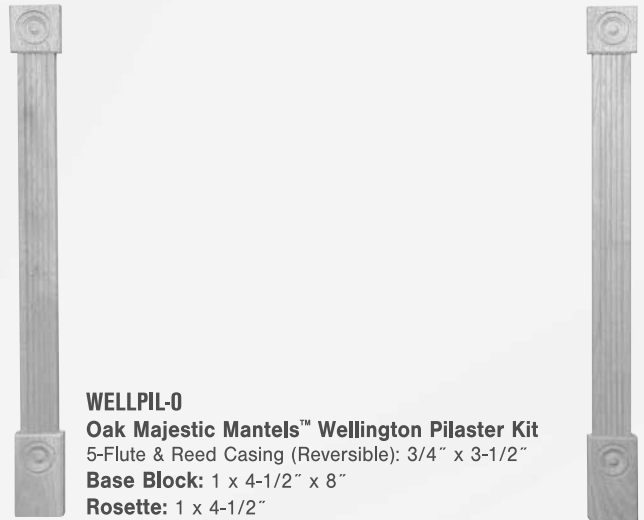 WELLPIL-O
Oak Majestic Mantels™ Wellington Pilaster Kit
5-Flute & Reed Casing (Reversible): 3/4˝ x 3-1/2˝
Base Block: 1 x 4-1/2˝ x 8˝
Rosette: 1 x 4-1/2˝